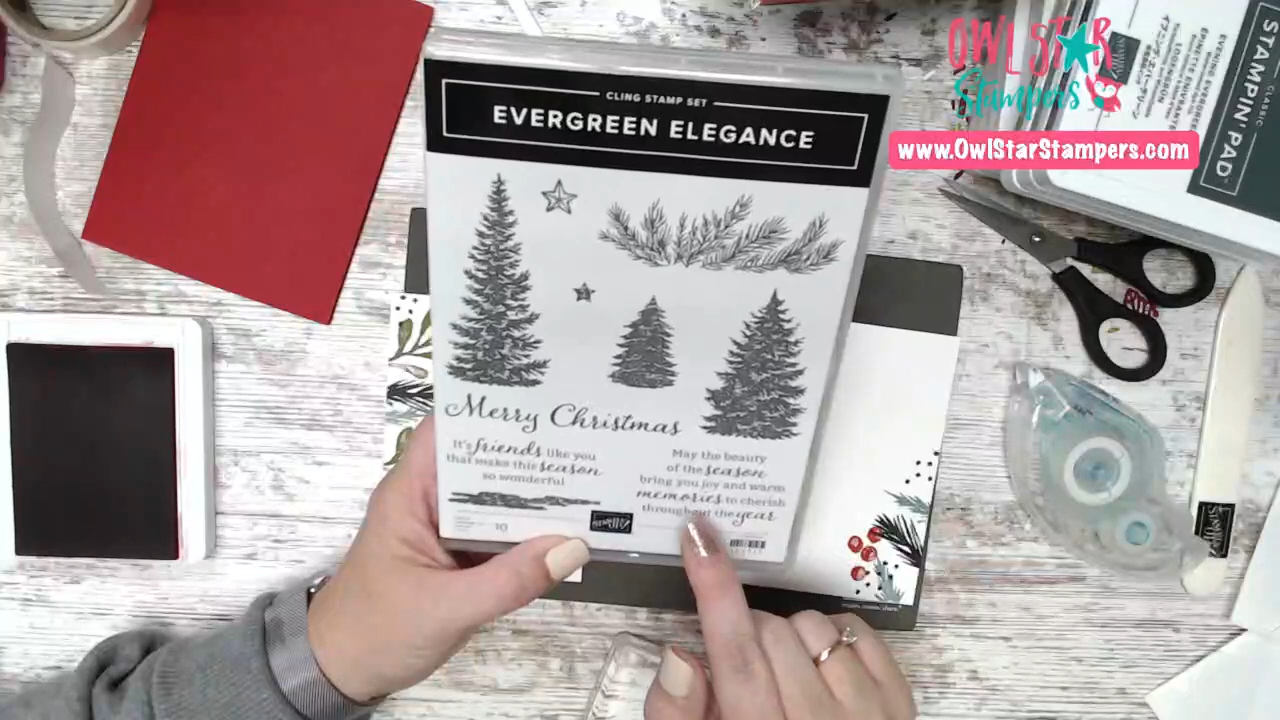 OWL STAR
Stampers
www.OwlStarStampers.com
CLING STAMP SET
EVERGREEN ELEGANCE
Merry Christmas
It's friends like you
that make this season
so wonderful
May the beauty
of the season
bring you joy and warm
memories to cherish
throughout the year
10
CLASSIC
STAMPIN' PAD